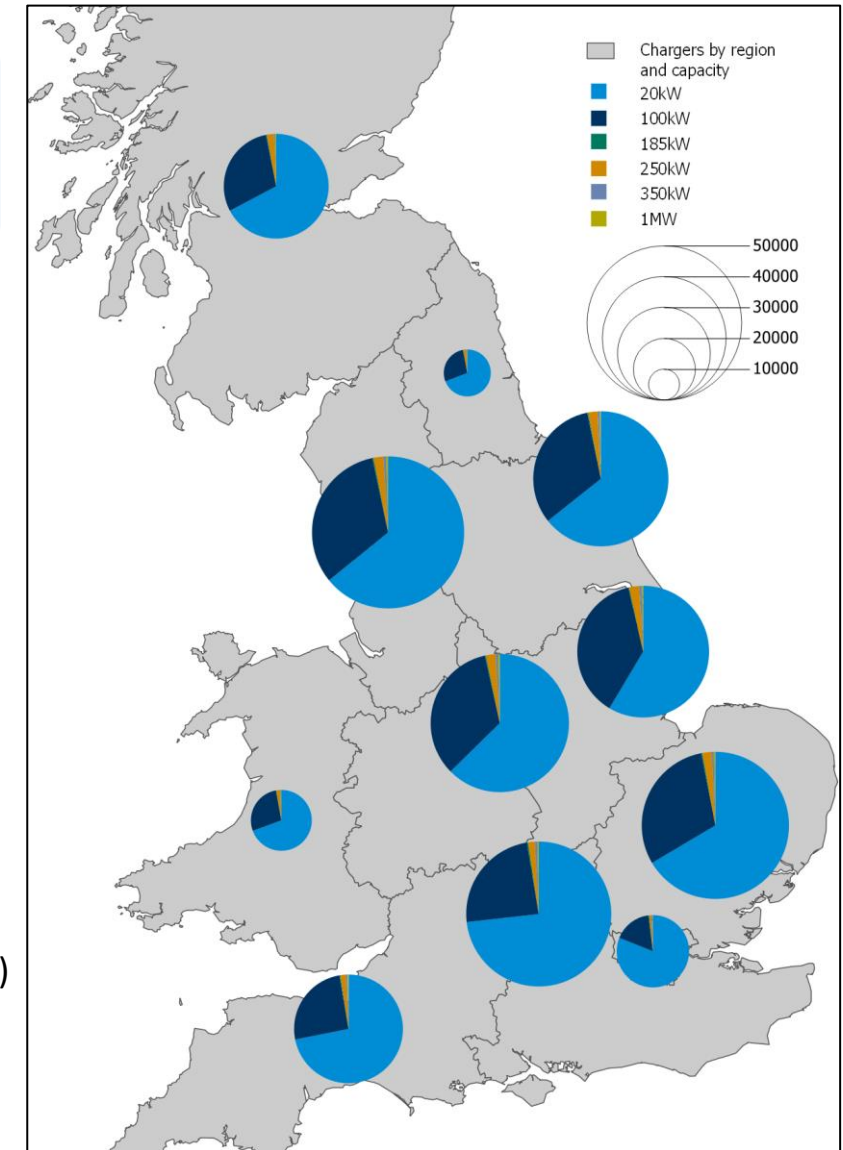 Chargers by region
and capacity
20kW
100kW
185kW
250kW
350kW
1MW
50000
40000
30000
20000
10000
)